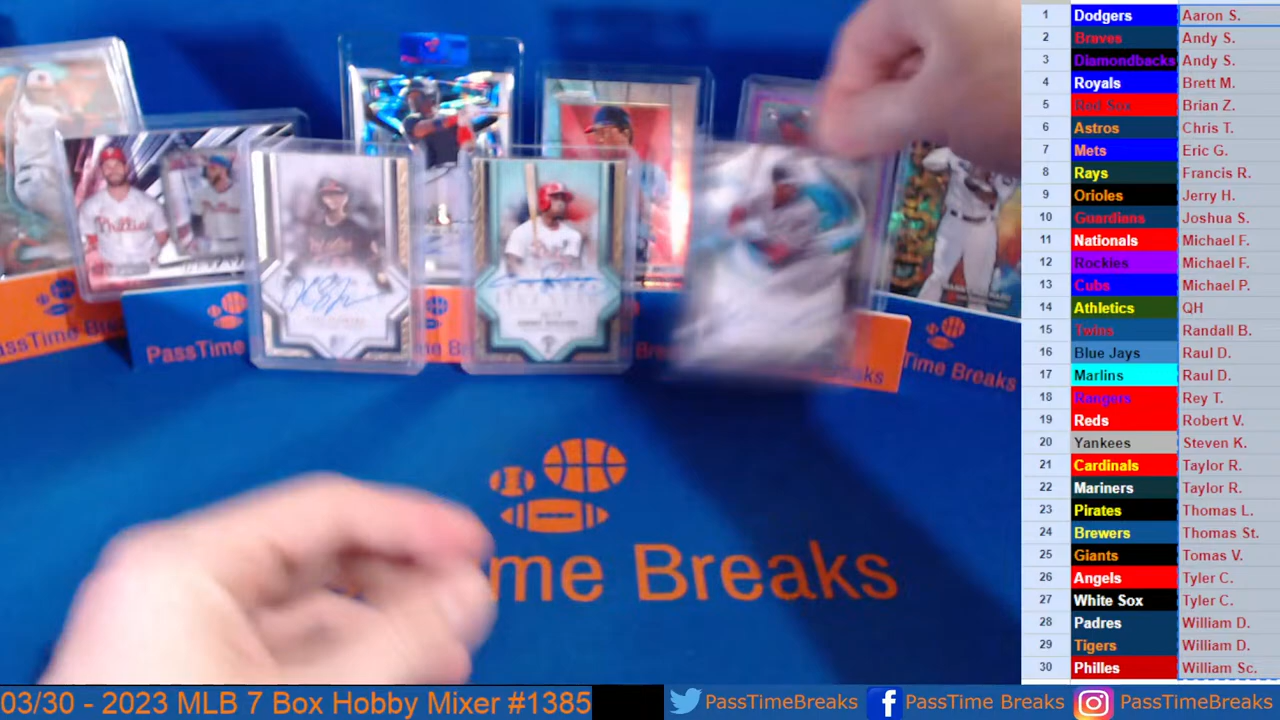 1 Dodgers Aaron S.
2 Braves Andy S.
3 Diamondbacks Andy S.
4 Royals Brett M.
5 Red Sox Brian Z.
6 Astros Chris T.
7 Mets Eric G.
8 Rays Francis R.
9 Orioles Jerry H.
10 Guardians Joshua S.
11 Nationals Michael F.
12 Rockies Michael F.
13 Cubs Michael P.
14 Athletics QH
15 Twins Randall B.
16 Blue Jays Raul D.
17 Marlins Raul D.
18 Rangers Rey T.
19 Reds Robert V.
20 Yankees Steven K.
21 Cardinals Taylor R.
22 Mariners Taylor R.
23 Pirates Thomas L.
24 Brewers Thomas St.
25 Giants Tomas V.
26 Angels Tyler C.
27 White Sox Tyler C.
28 Padres William D.
29 Tigers William D.
30 Philles William Sc.
Phillies
PassTime
Breaks
PassTime Breaks
me Breaks
03/30 - 2023 MLB 7 Box Hobby Mixer #1385
PassTimeBreaks
PassTime Breaks
PassTimeBreaks